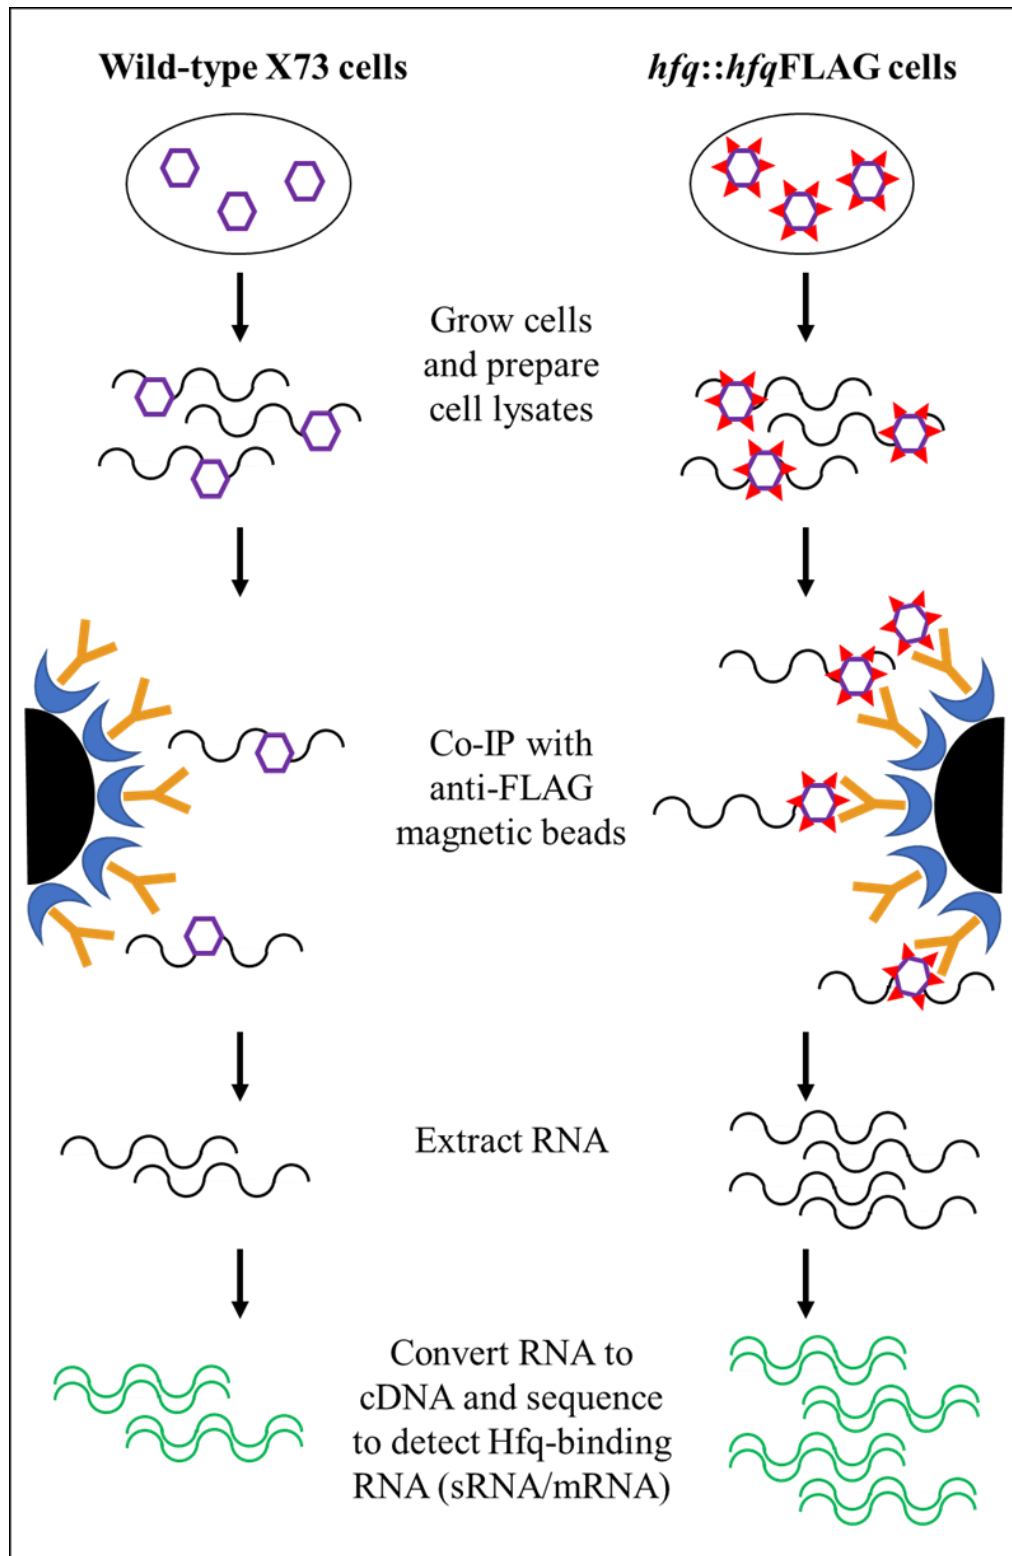 Wild-type X73 cells
hfq::hfqFLAG cells
Grow cells
and prepare
cell lysates
Co-IP with
anti-FLAG
magnetic beads
Extract RNA
Convert RNA to
cDNA and sequence
to detect Hfq-binding
RNA (sRNA/mRNA)